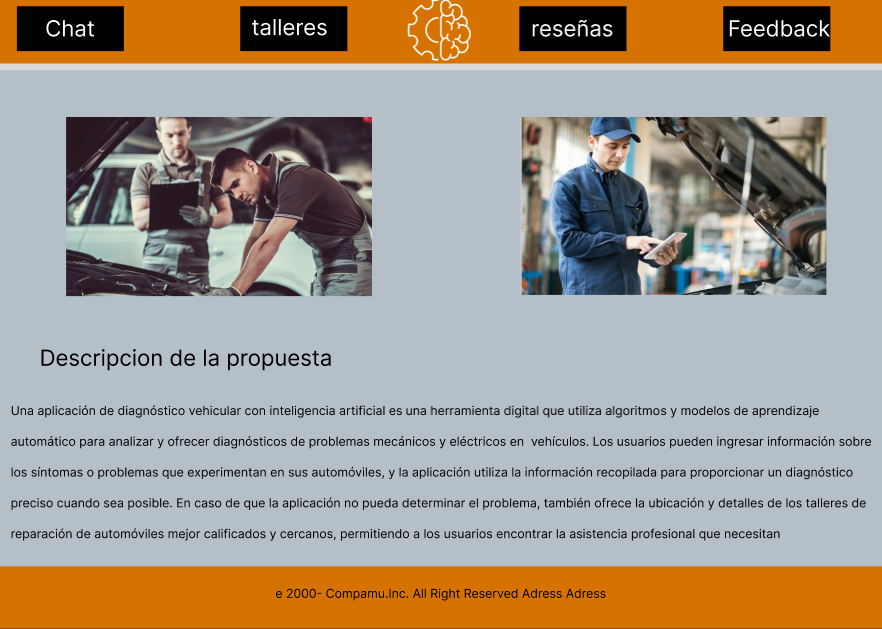 Chat
talleres
reseñas
Feedback
Descripcion de la propuesta
Una aplicación de diagnóstico vehicular con inteligencia artificial es una herramienta digital que utiliza algoritmos y modelos de aprendizaje
automático para analizar y ofrecer diagnósticos de problemas mecánicos y eléctricos en vehículos. Los usuarios pueden ingresar información sobre
los síntomas o problemas que experimentan en sus automóviles, y la aplicación utiliza la información recopilada para proporcionar un diagnóstico
preciso cuando sea posible. En caso de que la aplicación no pueda determinar el problema, también ofrece la ubicación y detalles de los talleres de
reparación de automóviles mejor calificados y cercanos, permitiendo a los usuarios encontrar la asistencia profesional que necesitan
e 2000- Compamu.Inc. All Right Reserved Adress Adress